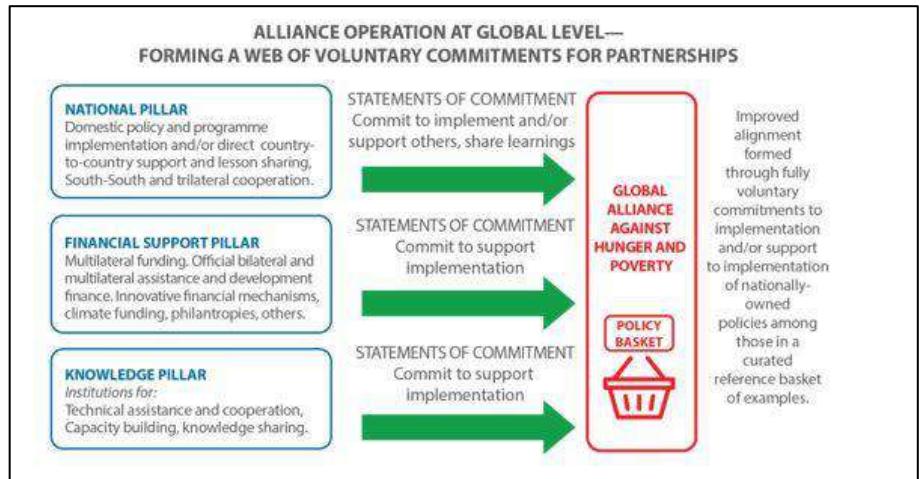 ALLIANCE OPERATION AT GLOBAL LEVEL—
FORMING A WEB OF VOLUNTARY COMMITMENTS FOR PARTNERSHIPS
NATIONAL PILLAR
Domestic policy and programme
implementation and/or direct country-
to-country support and lesson sharing,
South-South and trilateral cooperation.
STATEMENTS OF COMMITMENT
Commit to implement and/or
support others, share learnings
FINANCIAL SUPPORT PILLAR
Multilateral funding. Official bilateral and
multilateral assistance and development
finance. Innovative financial mechanisms,
climate funding, philantropies, others.
STATEMENTS OF COMMITMENT
Commit to support
implementation
KNOWLEDGE PILLAR
Institutions for:
Technical assistance and cooperation,
Capacity building, knowledge sharing.
STATEMENTS OF COMMITMENT
Commit to support
implementation
GLOBAL
ALLIANCE
AGAINST
HUNGER AND
POVERTY
POLICY
BASKET
Improved
alignment
formed
through fully
voluntary
commitments to
implementation
and/or support
to implementation
of nationally-
owned
policies among
those in a
curated
reference basket
of examples.